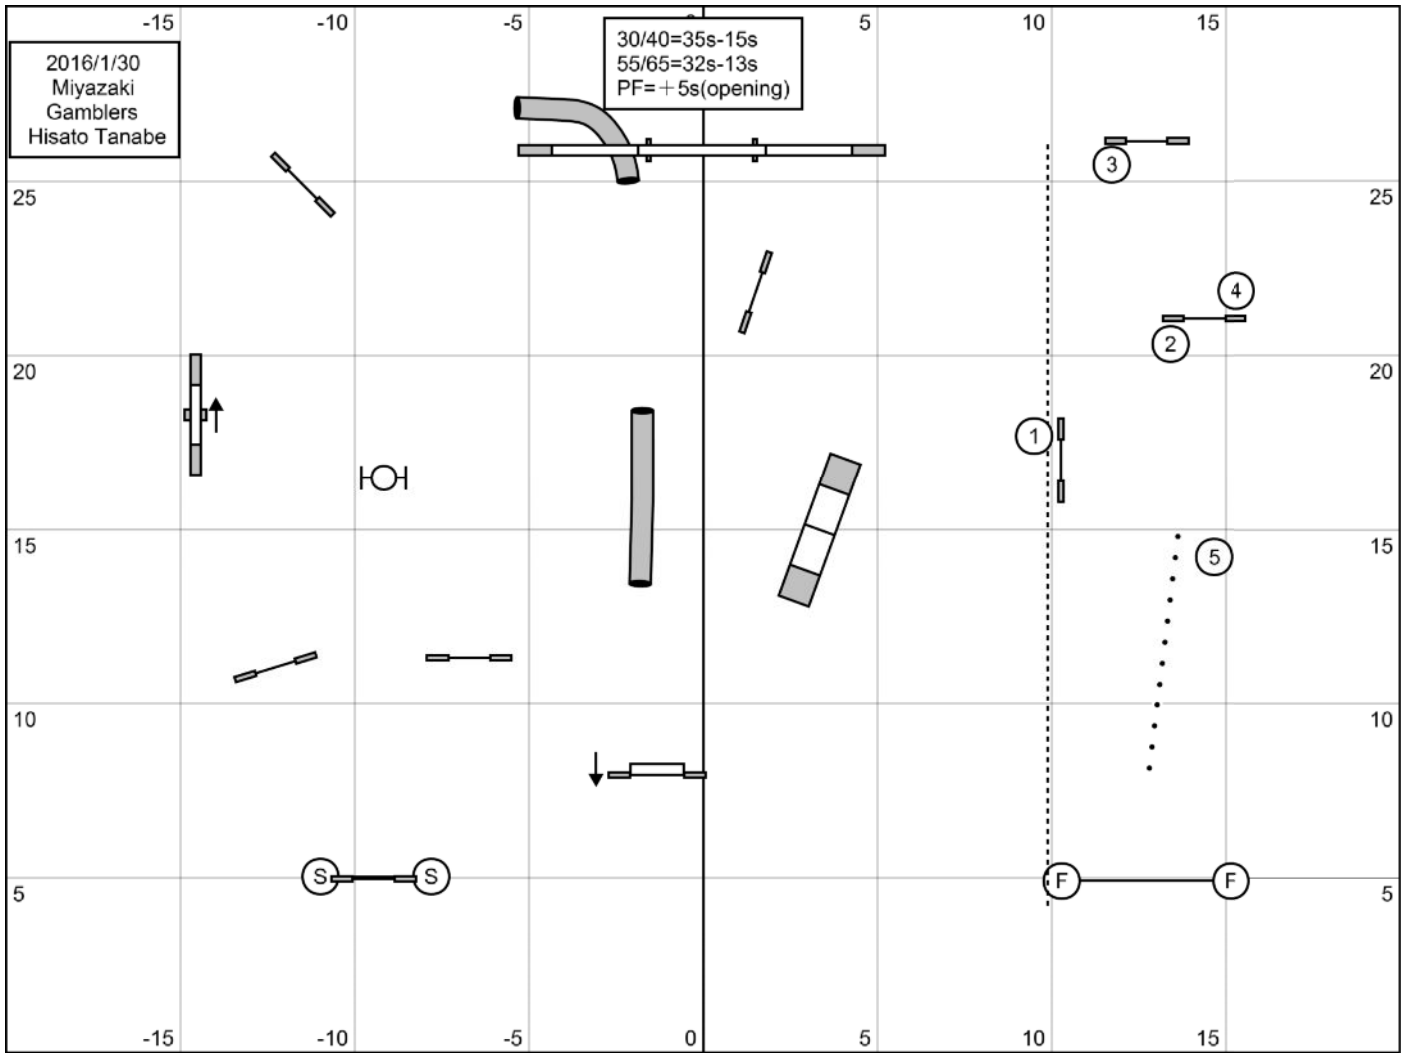 -15 -10 -5 0 5 10 15
2016/1/30
Miyazaki
Gamblers
Hisato Tanabe
30/40=35s-15s
55/65=32s-13s
PF=＋5s(opening)
3
25 25
4
2
20 20
1
5
15 15
10 10
S S F F
5 5
-15 -10 -5 0 5 10 15